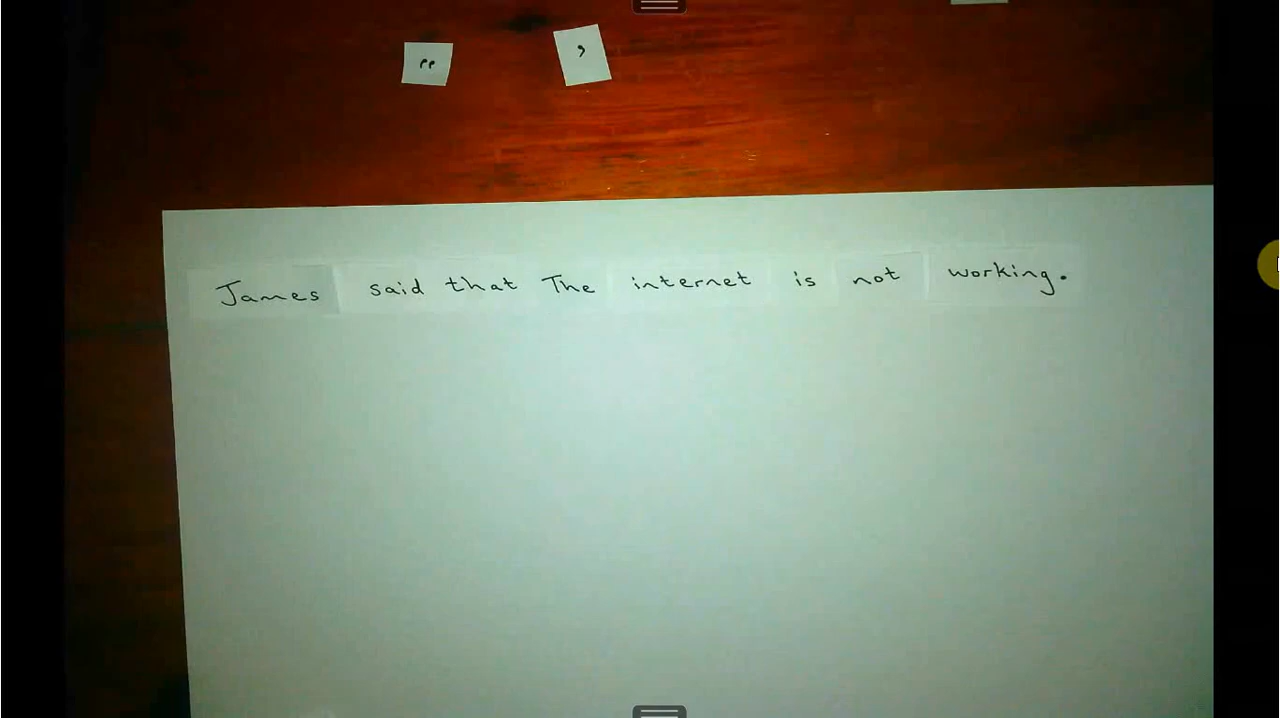 “ ,
James said that The internet is not working.